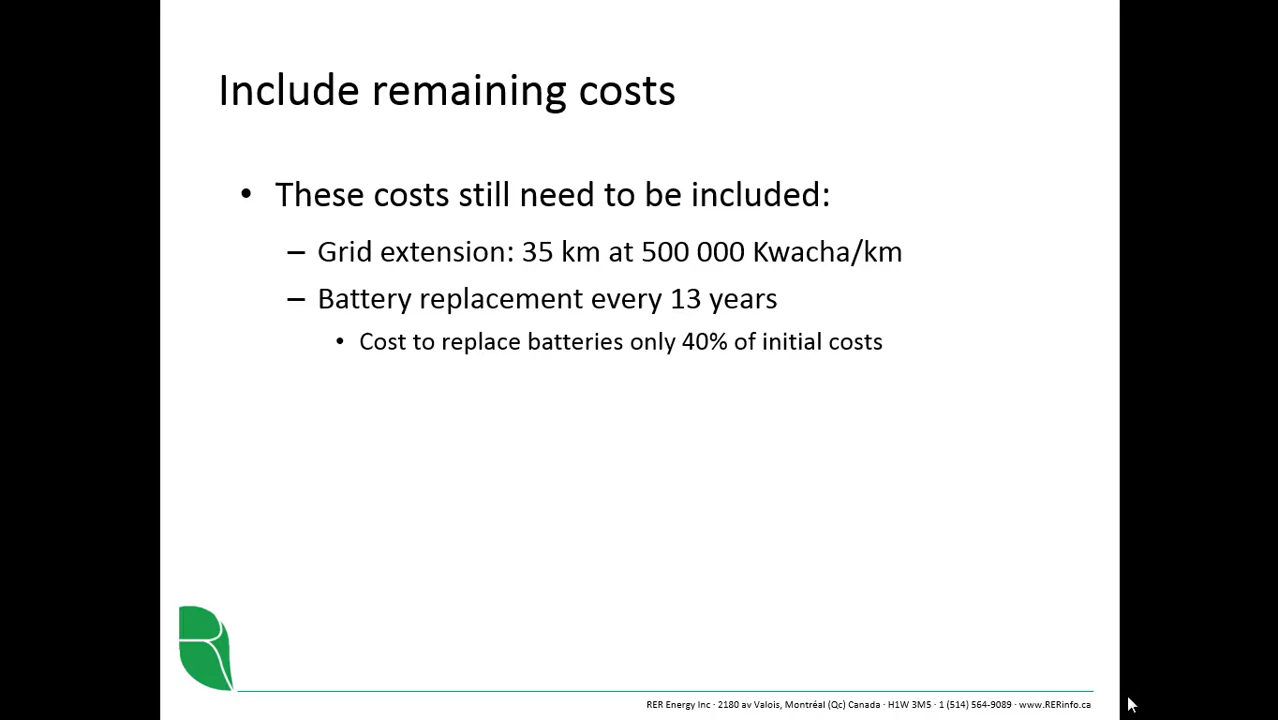 Include remaining costs
• These costs still need to be included:
– Grid extension: 35 km at 500 000 Kwacha/km
– Battery replacement every 13 years
• Cost to replace batteries only 40% of initial costs
RER Energy Inc · 2180 av Valois, Montréal (Qc) Canada · H1W 3M5 · 1 (514) 564-9089 · www.RERinfo.ca